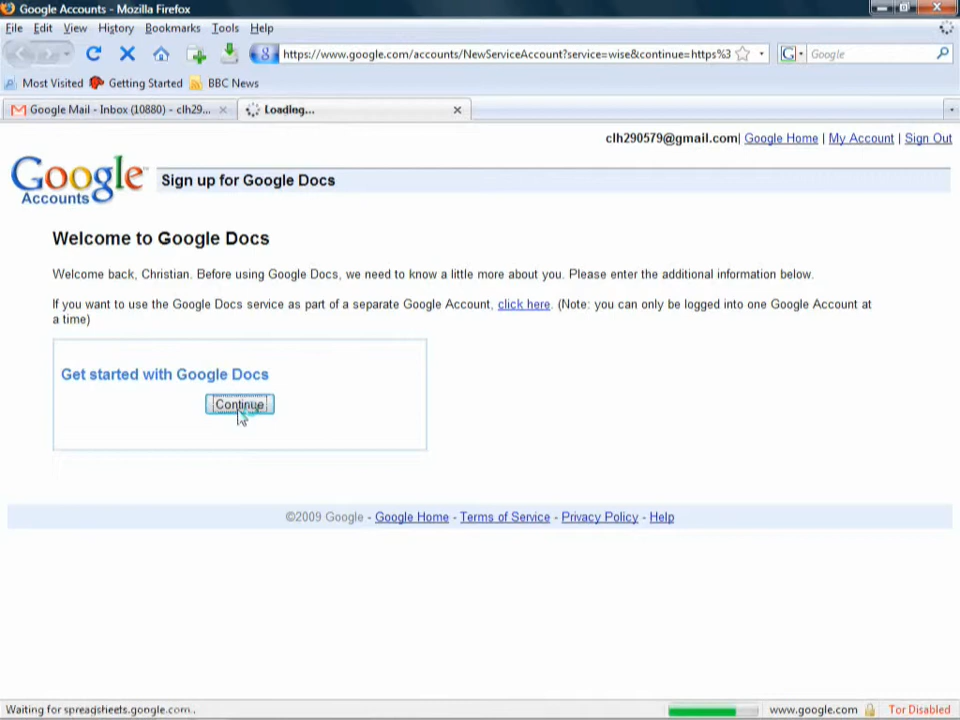 Google Accounts - Mozilla Firefox
File Edit View History Bookmarks Tools Help
https://www.google.com/accounts/NewServiceAccount?service=wise&continue=https%3
Google
Most Visited Getting Started BBC News
Google Mail - Inbox (10880) - clh29... Loading...
clh290579@gmail.com| Google Home | My Account | Sign Out
Google Accounts
Sign up for Google Docs
Welcome to Google Docs
Welcome back, Christian. Before using Google Docs, we need to know a little more about you. Please enter the additional information below.
If you want to use the Google Docs service as part of a separate Google Account, click here. (Note: you can only be logged into one Google Account at
a time)
Get started with Google Docs
Continue
©2009 Google - Google Home - Terms of Service - Privacy Policy - Help
Waiting for spreadsheets.google.com... www.google.com Tor Disabled